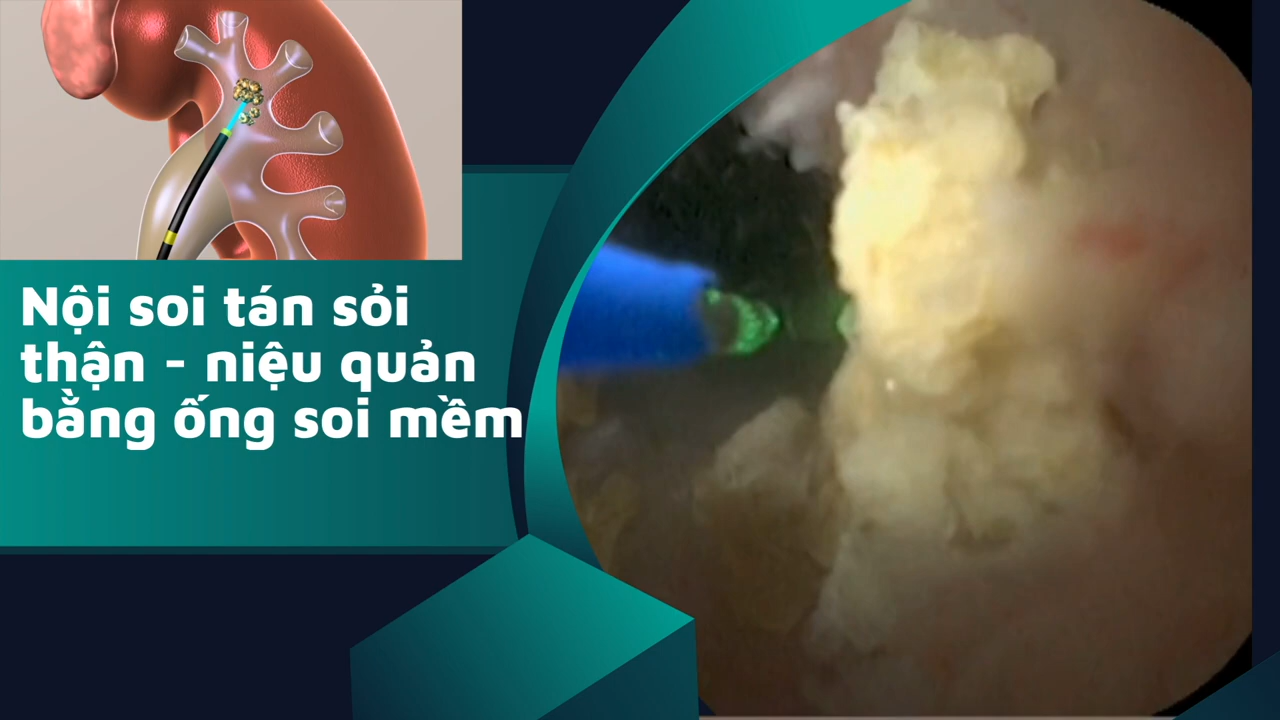 Nội soi tán sỏi
thận - niệu quản
bằng ống soi mềm